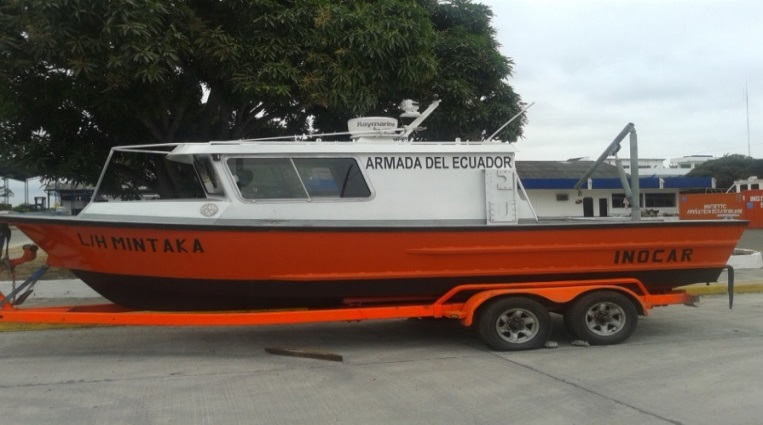 Raymarine
ARMADA DEL ECUADOR
L/H MINTAKA
INOCAR